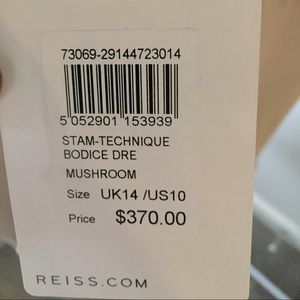 73069-29144723014
5 052901 153939
STAM-TECHNIQUE
BODICE DRE
MUSHROOM
Size UK14 /US10
Price $370.00
REISS.COM